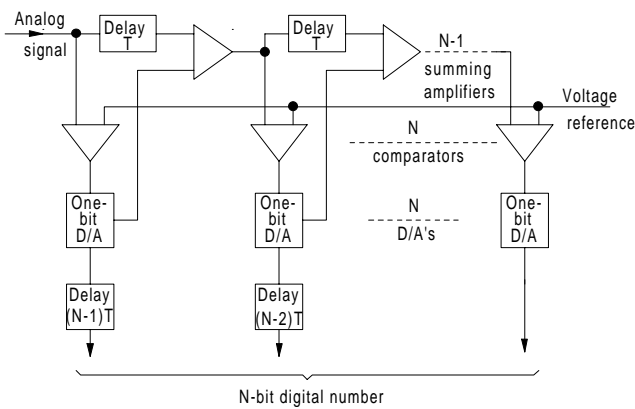 Analog
signal
Delay
T
Delay
T
N-1
summing
amplifiers
Voltage
reference
N
comparators
One-
bit
D/A
One-
bit
D/A
N
D/A's
One-
bit
D/A
Delay
(N-1)T
Delay
(N-2)T
N-bit digital number